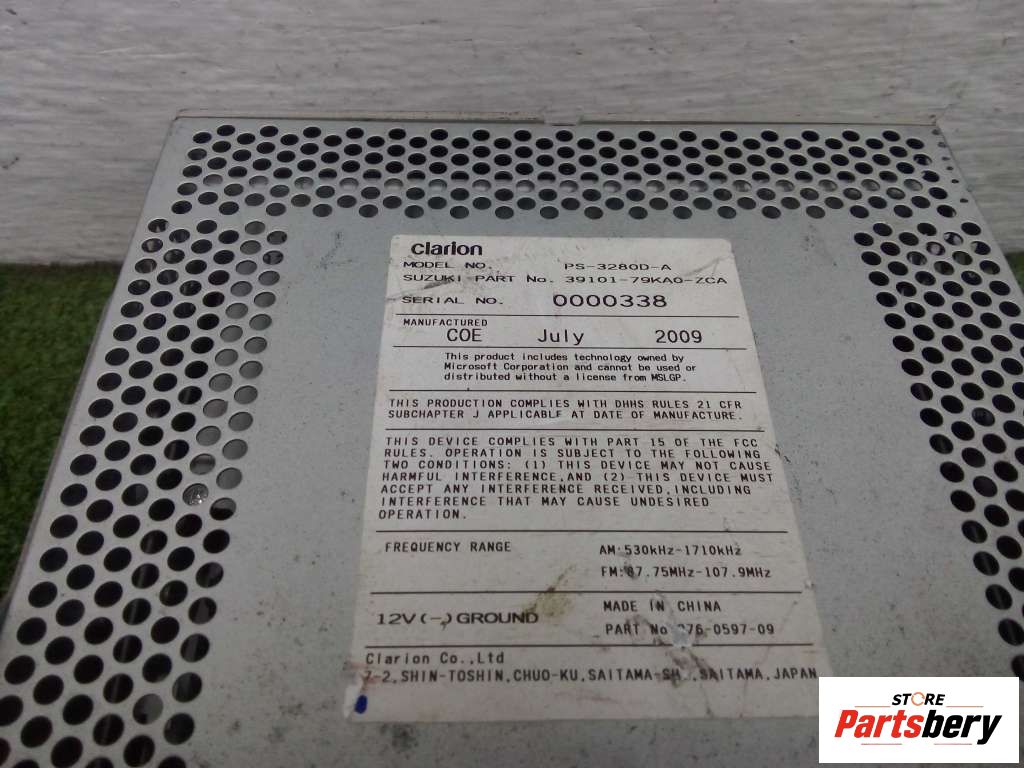 clarion
MODEL NO. PS-3280D-A
SUZUKI PART No. 39101-79KA0-ZCA
SERIAL NO. 0000338
MANUFACTURED
COE July 2009
This product includes technology owned by
Microsoft Corporation and cannot be used or
distributed without a license from MSLGP.
THIS PRODUCTION COMPLIES WITH DHHS RULES 21 CFR
SUBCHAPTER J APPLICABLE AT DATE OF MANUFACTURE.
THIS DEVICE COMPLIES WITH PART 15 OF THE FCC
RULES. OPERATION IS SUBJECT TO THE FOLLOWING
TWO CONDITIONS: (1) THIS DEVICE MAY NOT CAUSE
HARMFUL INTERFERENCE,AND (2) THIS DEVICE MUST
ACCEPT ANY INTERFERENCE RECEIVED,INCLUDING
INTERFERENCE THAT MAY CAUSE UNDESIRED
OPERATION.
FREQUENCY RANGE AM:530kHz-1710kHz
FM:87.75MHz-107.9MHz
12V(-)GROUND MADE IN CHINA
PART No
Clarion Co.,Ltd
7-2,SHIN-TOSHIN,CHUO-KU,SAITAMA-SHI,SAITAMA,JAPAN
STORE
Partsbery